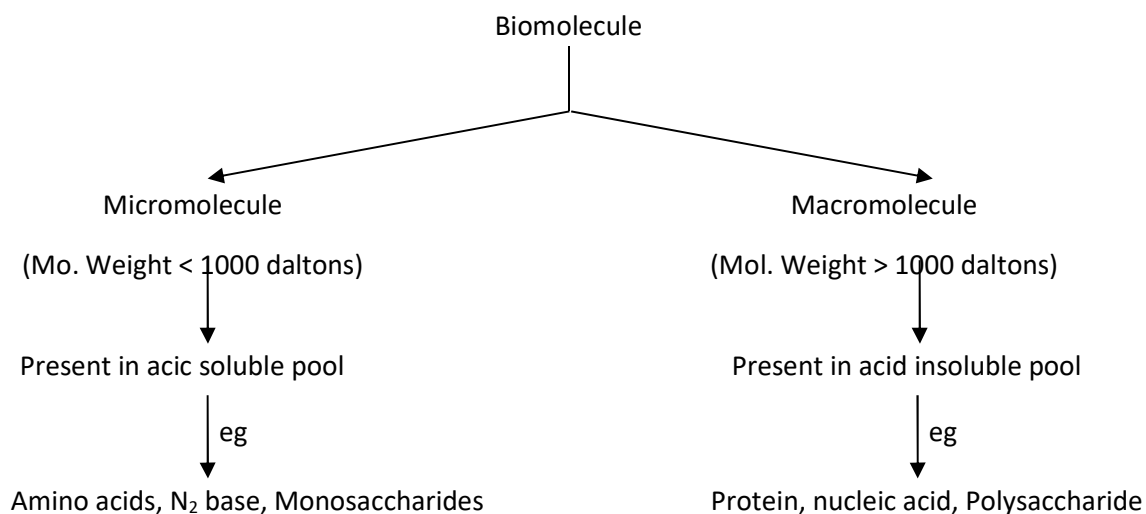 Biomolecule
Micromolecule
Macromolecule
(Mo. Weight < 1000 daltons)
(Mol. Weight > 1000 daltons)
Present in acic soluble pool
Present in acid insoluble pool
eg
eg
Amino acids, N₂ base, Monosaccharides
Protein, nucleic acid, Polysaccharide